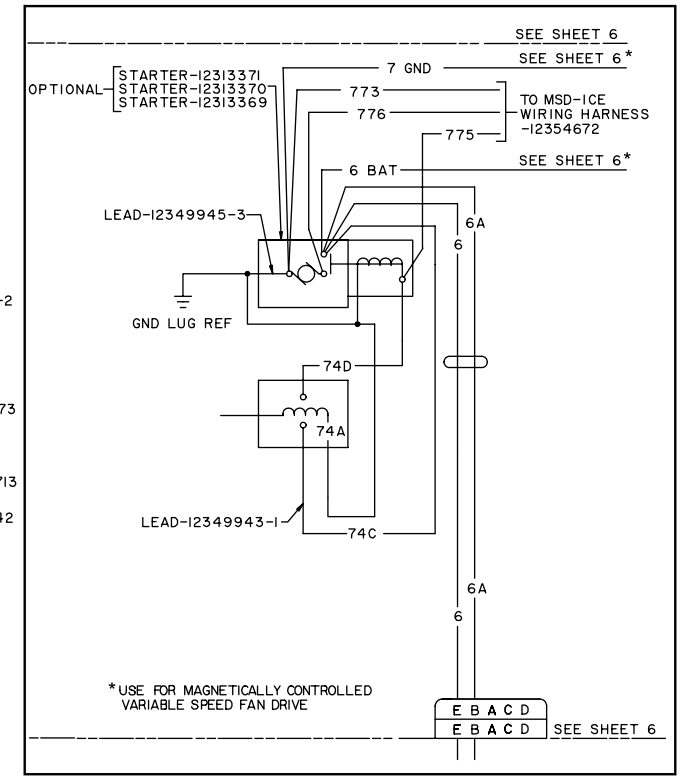 SEE SHEET 6
SEE SHEET 6*
7 GND
OPTIONAL
STARTER-12313371
STARTER-12313370
STARTER-12313369
773
776
775
TO MSD-ICE
WIRING HARNESS
-12354672
SEE SHEET 6*
6 BAT
6A
6
LEAD-12349945-3
-2
GND LUG REF
74D
73
74A
713
42
LEAD-12349943-1
74C
6A
6
*USE FOR MAGNETICALLY CONTROLLED
VARIABLE SPEED FAN DRIVE
E B A C D
E B A C D
SEE SHEET 6